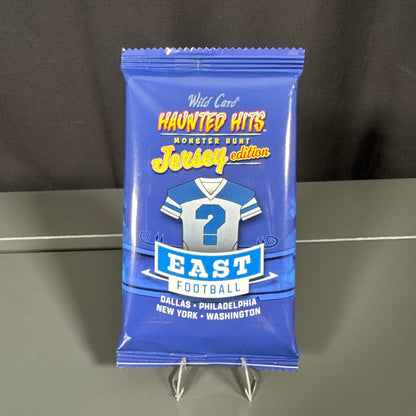 Wild Card
HAUNTED HITS
MONSTER HUNT
Jersey edition
?
EAST
FOOTBALL
DALLAS • PHILADELPHIA
NEW YORK • WASHINGTON